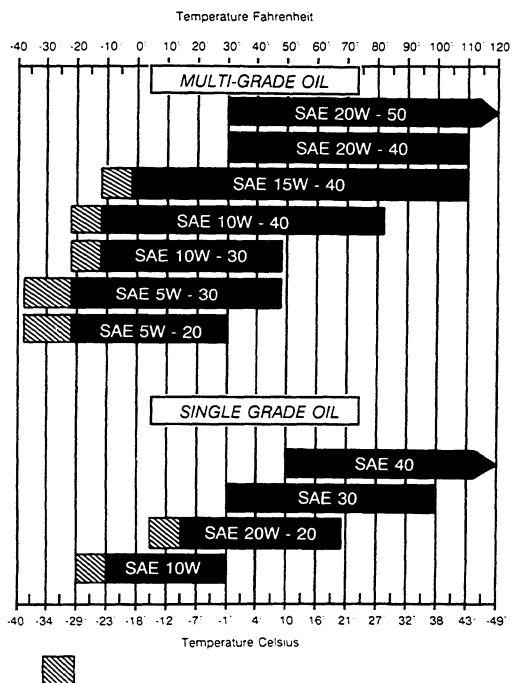 Temperature Fahrenheit
-40 -30 -20 -10 0 10 20 30 40 50 60 70 80 90 100 110 120
MULTI-GRADE OIL
SAE 20W - 50
SAE 20W - 40
SAE 15W - 40
SAE 10W - 40
SAE 10W - 30
SAE 5W - 30
SAE 5W - 20
SINGLE GRADE OIL
SAE 40
SAE 30
SAE 20W - 20
SAE 10W
-40 -34 -29 -23 -18 -12 -7 -1 4 10 16 21 27 32 38 43 -49
Temperature Celsius